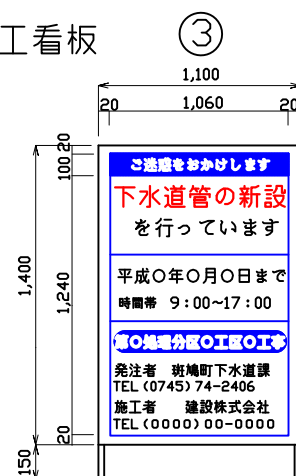 工看板 ③
1,100
20 1,060 20
20
100
1,400
1,240
20
150
ご迷惑をおかけします
下水道管の新設
を行っています
平成○年○月○日まで
時間帯 9:00~17:00
第○処理分区○工区○工事
発注者 斑鳩町下水道課
TEL(0745)74-2406
施工者 建設株式会社
TEL(0000)00-0000